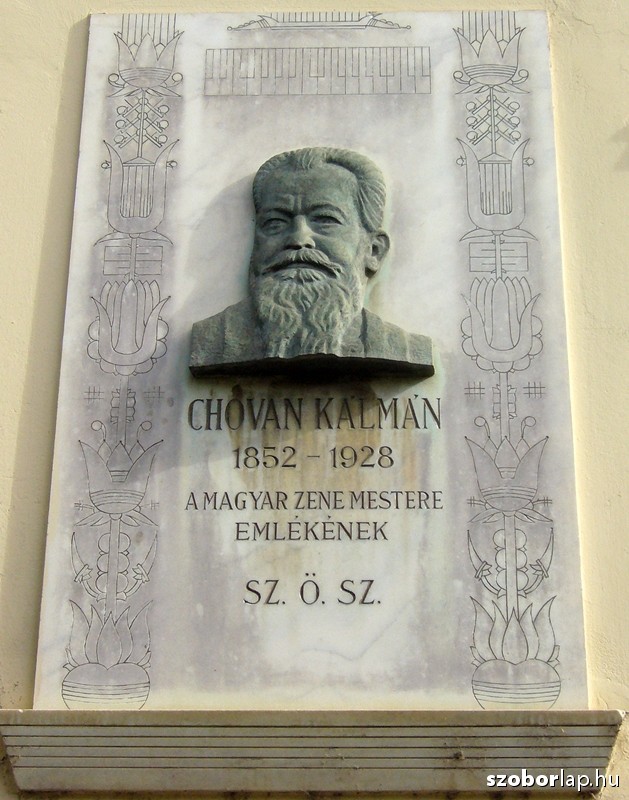 CHOVÁN KÁLMÁN
1852 – 1928
A MAGYAR ZENE MESTERE
EMLÉKÉNEK
SZ. Ö. SZ.
szoborlap.hu